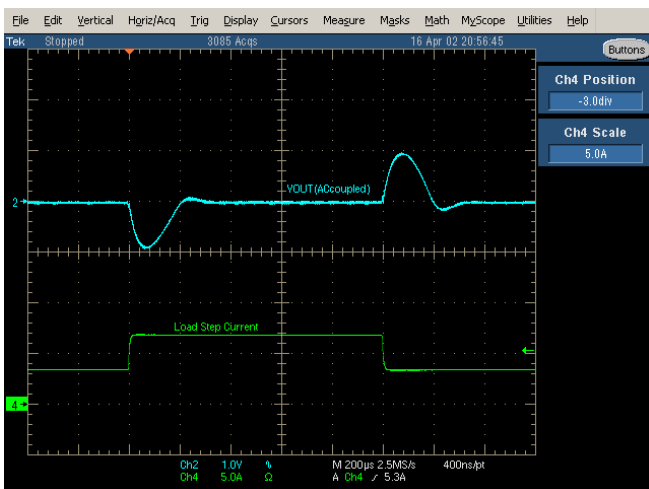 File Edit Vertical Horiz/Acq Trig Display Cursors Measure Masks Math MyScope Utilities Help
Tek Stopped 3085 Acqs 16 Apr 02 20:56:45
Buttons
Ch4 Position
-3.0div
Ch4 Scale
5.0A
VOUT(ACcoupled)
2
Load Step Current
4
Ch2 1.0V M 200µs 2.5MS/s 400ns/pt
Ch4 5.0A Ω A Ch4 5.3A